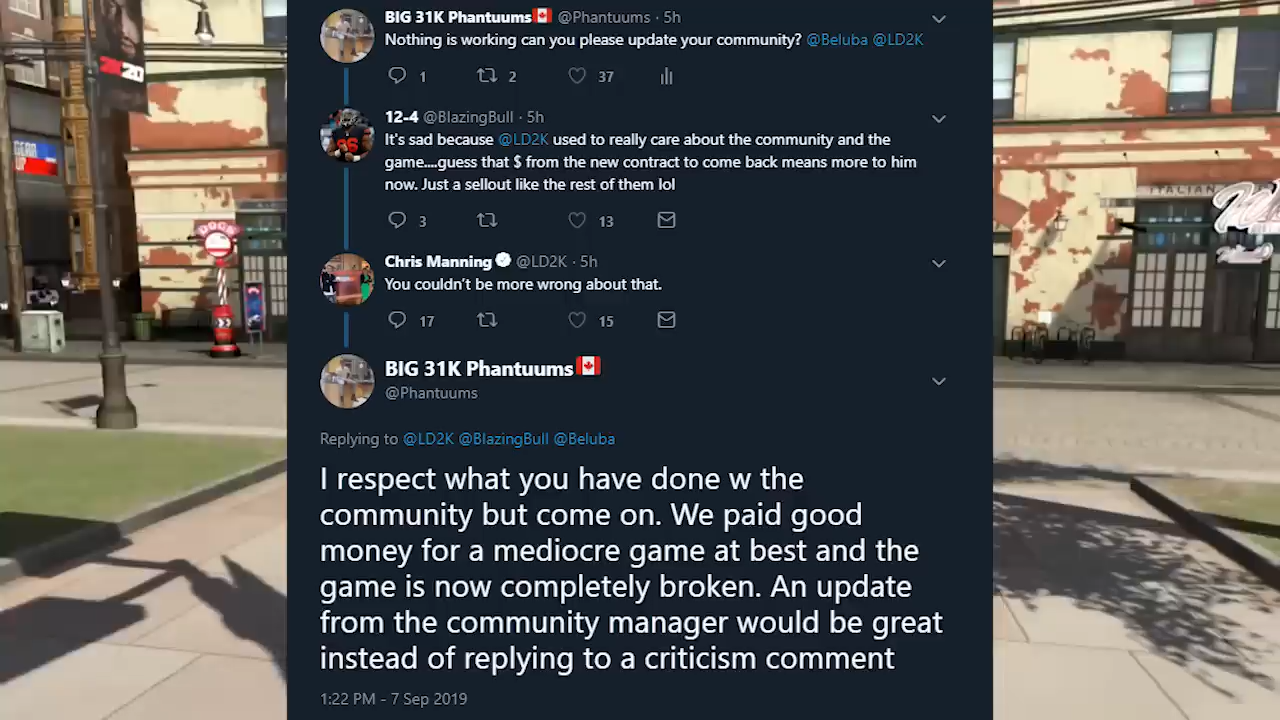 BIG 31K Phantuums @Phantuums · 5h
Nothing is working can you please update your community? @Beluba @LD2K
1 2 37
12-4 @BlazingBull · 5h
It's sad because @LD2K used to really care about the community and the
game....guess that $ from the new contract to come back means more to him
now. Just a sellout like the rest of them lol
3 13
Chris Manning @LD2K · 5h
You couldn't be more wrong about that.
17 15
BIG 31K Phantuums
@Phantuums
Replying to @LD2K @BlazingBull @Beluba
I respect what you have done w the
community but come on. We paid good
money for a mediocre game at best and the
game is now completely broken. An update
from the community manager would be great
instead of replying to a criticism comment
1:22 PM - 7 Sep 2019
2K20
GEAR
UP
DOGS
ITALIAN